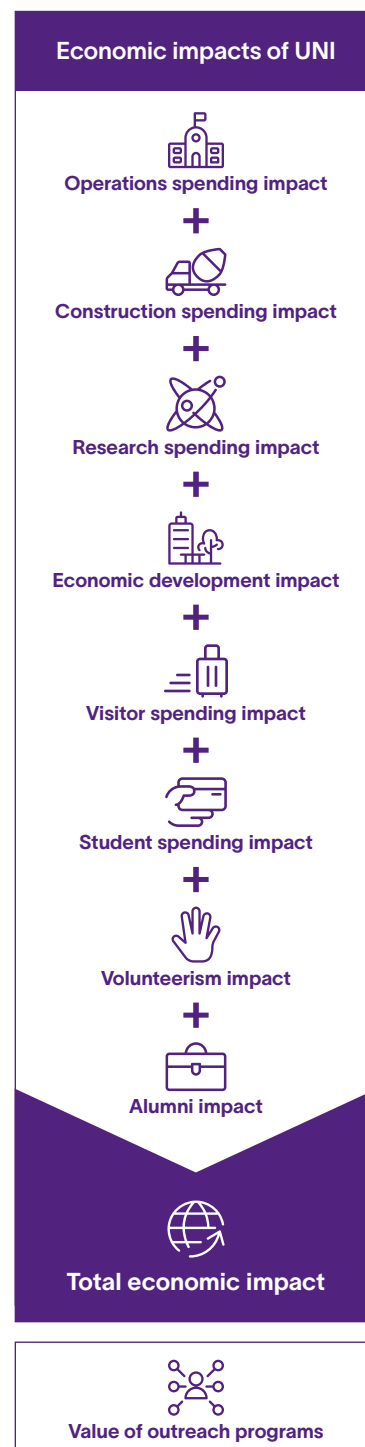 Economic impacts of UNI
Operations spending impact
+
Construction spending impact
+
Research spending impact
+
Economic development impact
+
Visitor spending impact
+
Student spending impact
+
Volunteerism impact
+
Alumni impact
Total economic impact
Value of outreach programs